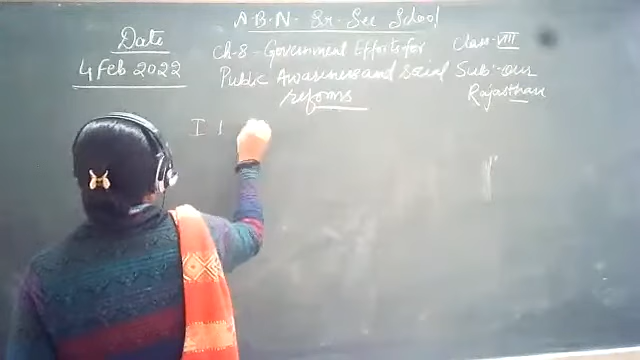 A.B.N. Sr. Sec School
Date
4 Feb 2022
Ch-8 - Government Efforts for
Public Awareness and Social
reforms
Class - VIII
Sub:- Our
Rajasthan
I 1